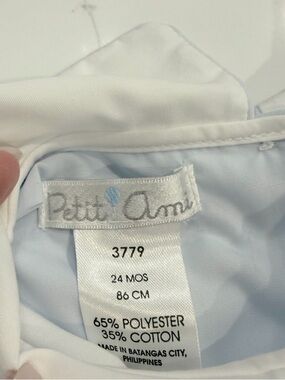 Petit Ami
3779
24 MOS
86 CM
65% POLYESTER
35% COTTON
MADE IN BATANGAS CITY,
PHILIPPINES